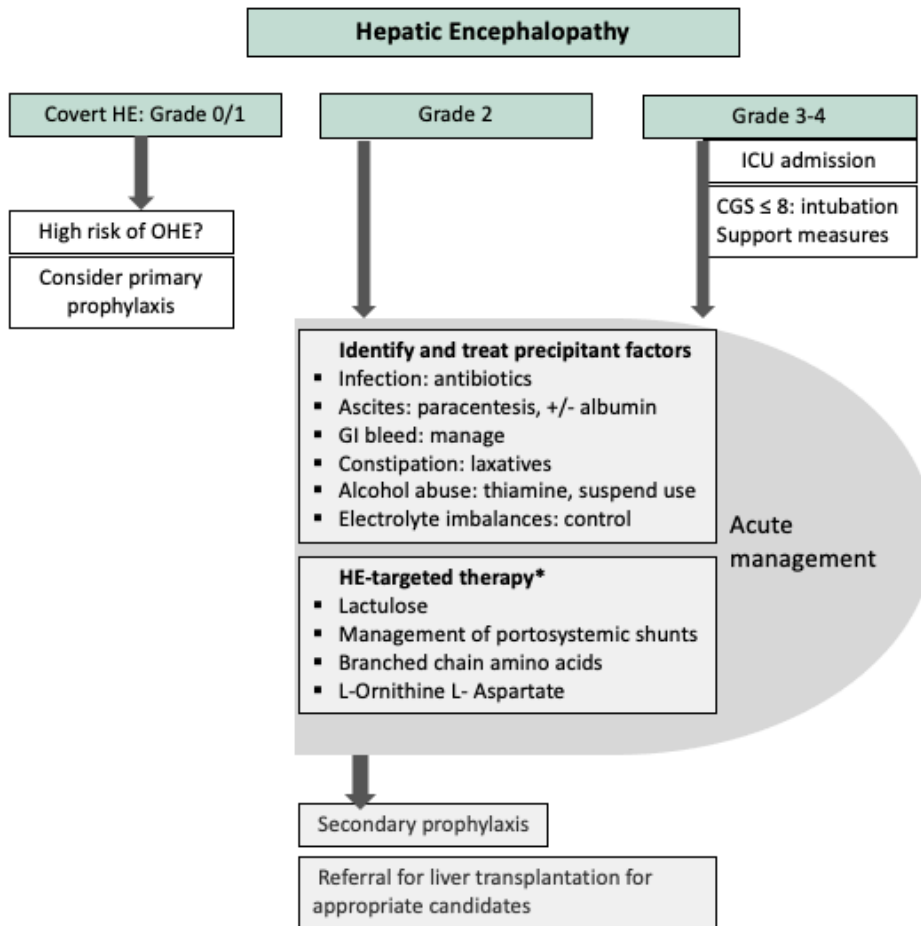 Hepatic Encephalopathy
Covert HE: Grade 0/1
Grade 2
Grade 3-4
ICU admission
CGS ≤ 8: intubation
Support measures
High risk of OHE?
Consider primary
prophylaxis
Identify and treat precipitant factors
▪ Infection: antibiotics
▪ Ascites: paracentesis, +/- albumin
▪ GI bleed: manage
▪ Constipation: laxatives
▪ Alcohol abuse: thiamine, suspend use
▪ Electrolyte imbalances: control
HE-targeted therapy*
▪ Lactulose
▪ Management of portosystemic shunts
▪ Branched chain amino acids
▪ L-Ornithine L- Aspartate
Acute
management
Secondary prophylaxis
Referral for liver transplantation for
appropriate candidates